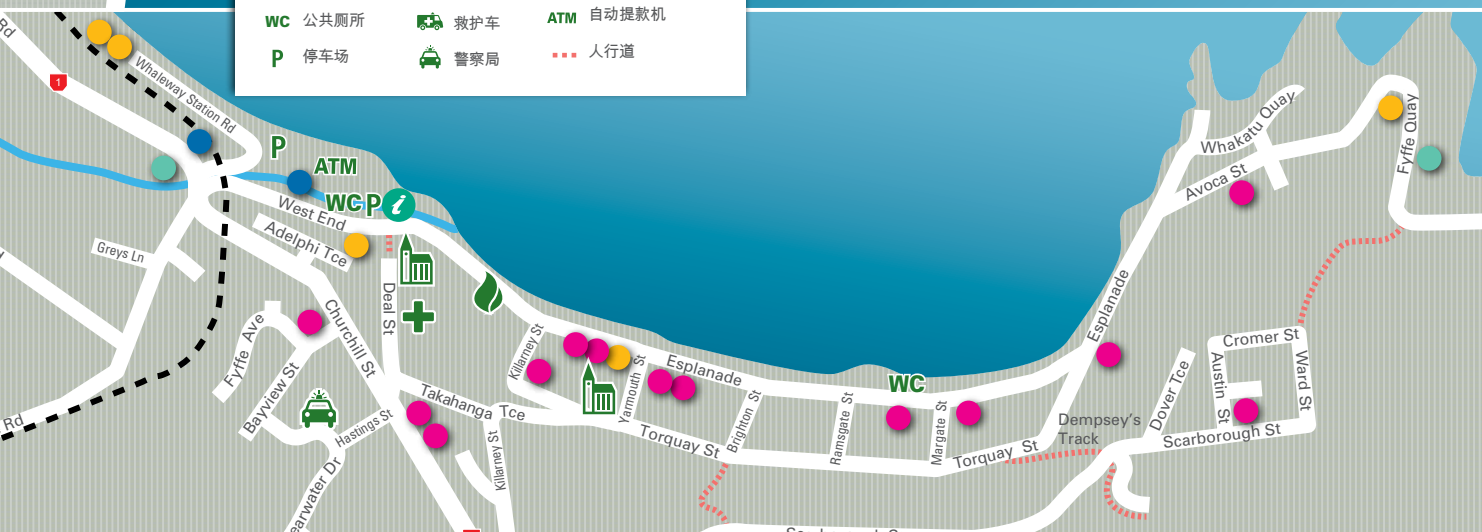 WC 公共厕所
救护车
ATM 自动提款机
P 停车场
警察局
人行道
Rd
1
Whaleway Station Rd
P
ATM
WC P i
West End
Adelphi Tce
Greys Ln
Deal St
Churchill St
Fyffe Ave
Bayview St
Hastings St
Takahanga Tce
Killarney St
Killarney St
Yarmouth St
Esplanade
Torquay St
Brighton St
Ramsgate St
WC
Margate St
Torquay St
Esplanade
Dempsey's
Track
Dover Tce
Cromer St
Austin St
Ward St
Scarborough St
Avoca St
Whakatu Quay
Fyffe Quay
Rd
earwater Dr